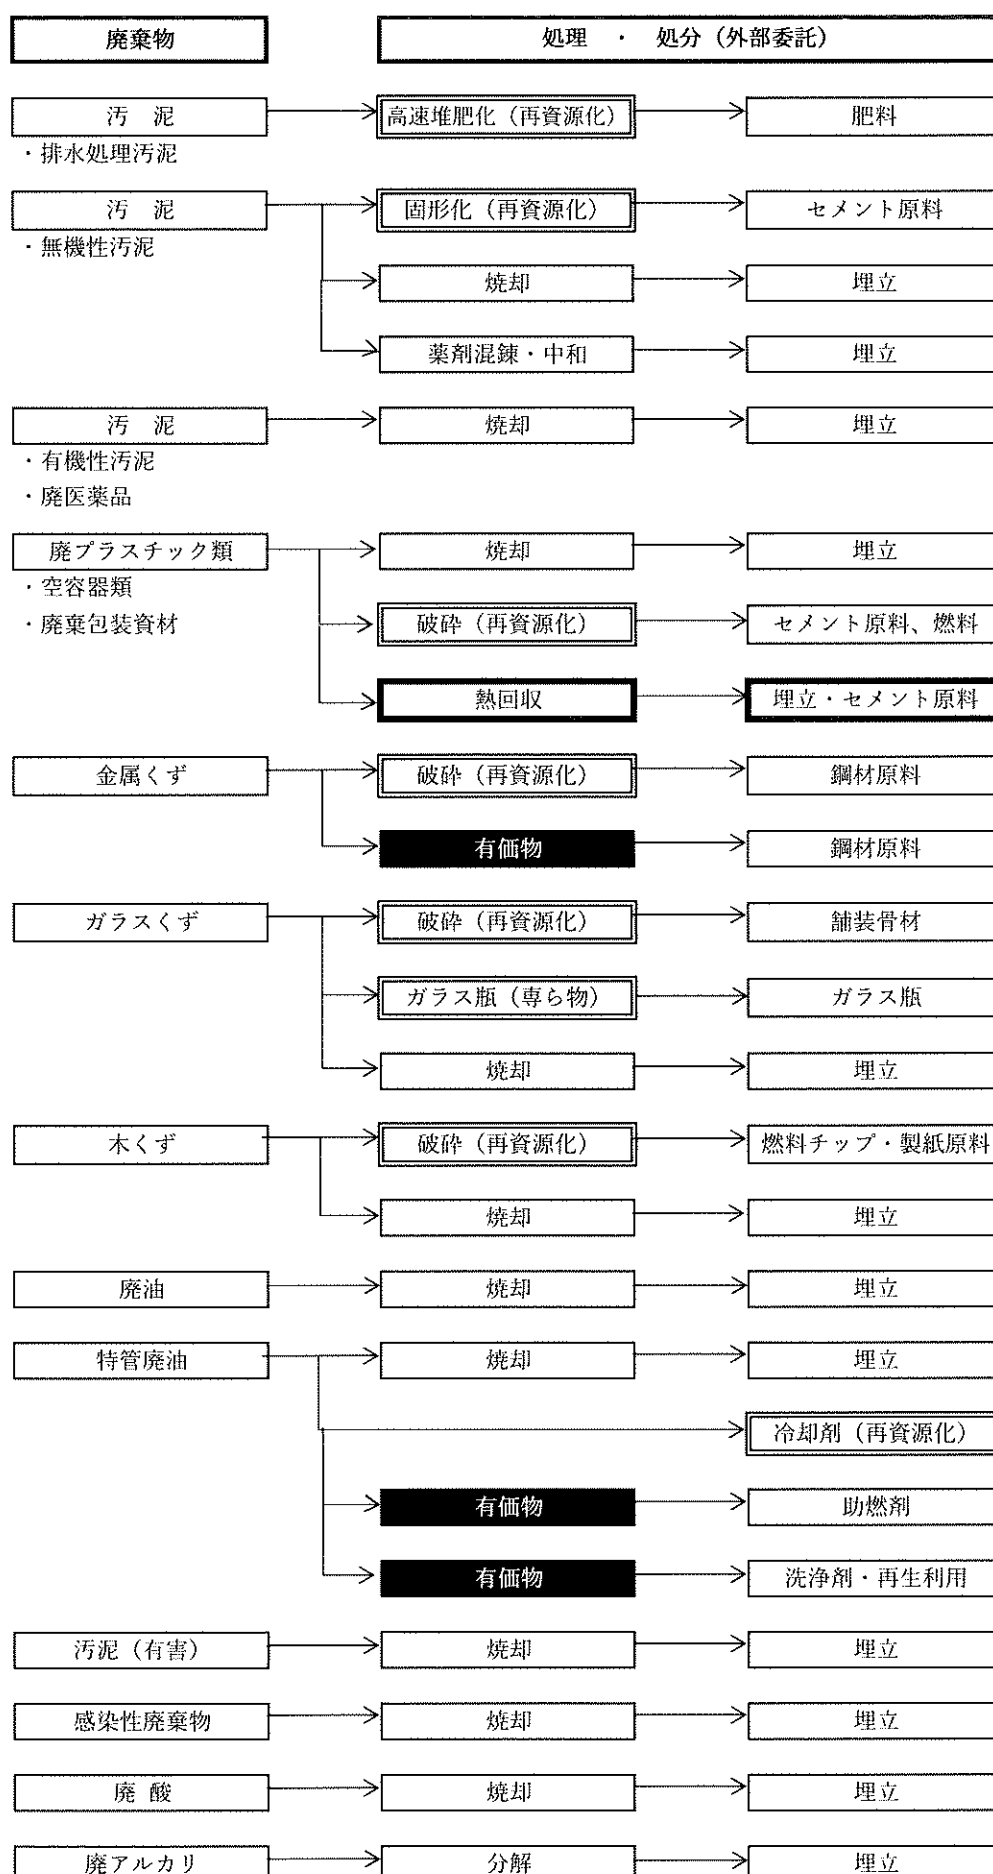 廃棄物
処理 ・ 処分（外部委託）
汚 泥 高速堆肥化（再資源化） 肥料
・排水処理汚泥
汚 泥 固形化（再資源化） セメント原料
・無機性汚泥
焼却 埋立
薬剤混錬・中和 埋立
汚 泥 焼却 埋立
・有機性汚泥
・廃医薬品
廃プラスチック類 焼却 埋立
・空容器類
破砕（再資源化） セメント原料、燃料
・廃棄包装資材
熱回収 埋立・セメント原料
金属くず 破砕（再資源化）鋼材原料
有価物 鋼材原料
ガラスくず 破砕（再資源化） 舗装骨材
ガラス瓶（専ら物） ガラス瓶
焼却 埋立
木くず 破砕（再資源化） 燃料チップ・製紙原料
焼却 埋立
廃油 焼却 埋立
特管廃油 焼却 埋立
冷却剤（再資源化）
有価物 助燃剤
有価物 洗浄剤・再生利用
汚泥（有害） 焼却 埋立
感染性廃棄物 焼却 埋立
廃 酸 焼却 埋立
廃アルカリ 分解 埋立